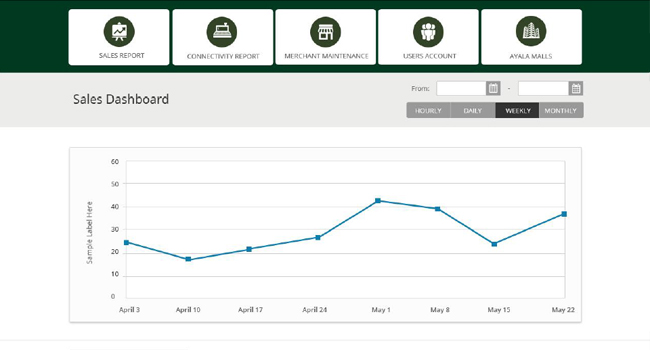 SALES REPORT
CONNECTIVITY REPORT
MERCHANT MAINTENANCE
USERS ACCOUNT
AYALA MALLS
Sales Dashboard
From: -
HOURLY DAILY WEEKLY MONTHLY
Sample Label Here
60
50
40
30
20
10
0
April 3 April 10 April 17 April 24 May 1 May 8 May 15 May 22